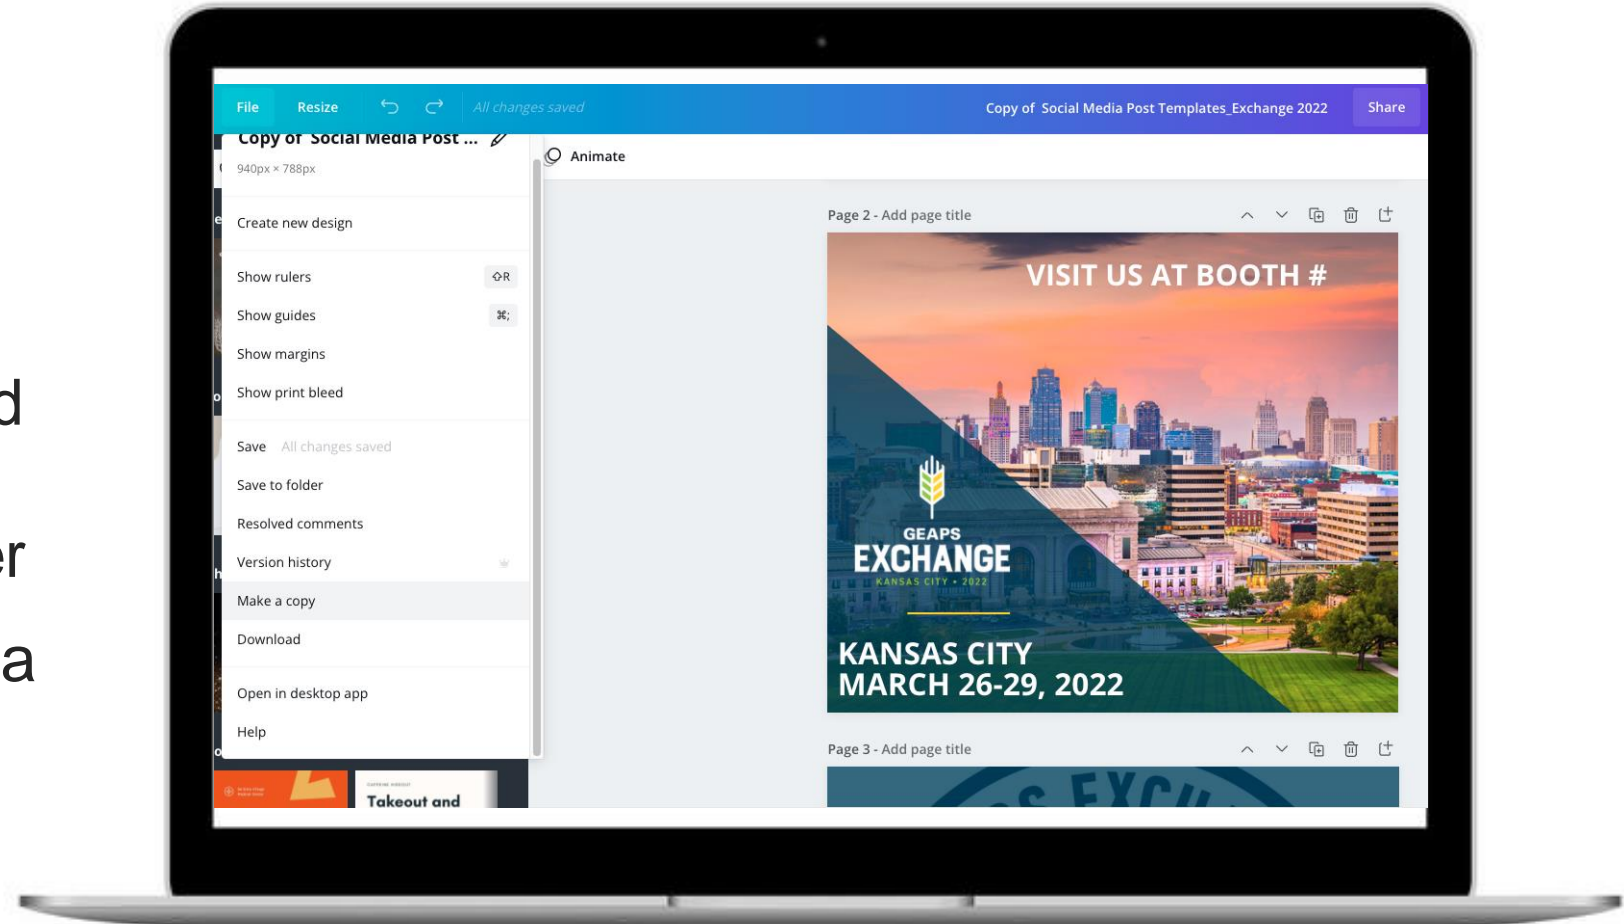 d
er
a
File Resize All changes saved Copy of Social Media Post Templates_Exchange 2022 Share
Copy of Social Media Post ...
940px × 788px
Animate
Create new design
Show rulers ⇧R
Show guides ⌘;
Show margins
Show print bleed
Save All changes saved
Save to folder
Resolved comments
Version history
Make a copy
Download
Open in desktop app
Help
Takeout and
Page 2 - Add page title
VISIT US AT BOOTH #
GEAPS
EXCHANGE
KANSAS CITY • 2022
KANSAS CITY
MARCH 26-29, 2022
Page 3 - Add page title